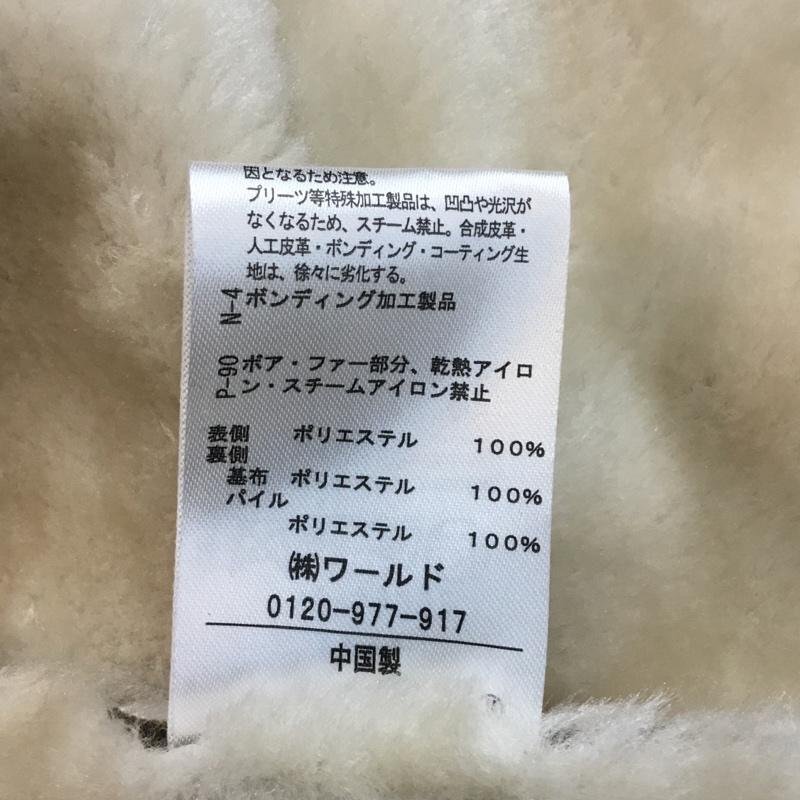 因となるため注意。
プリーツ等特殊加工製品は、凹凸や光沢が
なくなるため、スチーム禁止。合成皮革・
人工皮革・ボンディング・コーティング生
地は、徐々に劣化する。
N-4 ボンディング加工製品
P-90 ボア・ファー部分、乾熱アイロ
ン・スチームアイロン禁止
表側 ポリエステル 100%
裏側
基布 ポリエステル 100%
パイル
ポリエステル 100%
㈱ワールド
0120-977-917
中国製